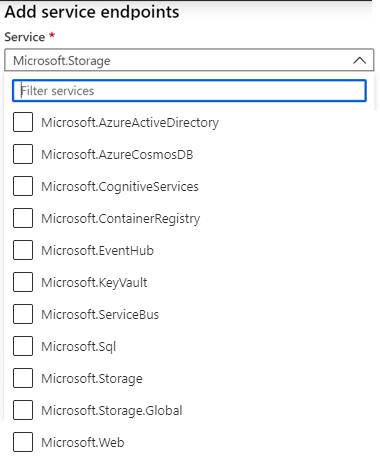 Add service endpoints
Service *
Microsoft.Storage
Filter services
Microsoft.AzureActiveDirectory
Microsoft.AzureCosmosDB
Microsoft.CognitiveServices
Microsoft.ContainerRegistry
Microsoft.EventHub
Microsoft.KeyVault
Microsoft.ServiceBus
Microsoft.Sql
Microsoft.Storage
Microsoft.Storage.Global
Microsoft.Web